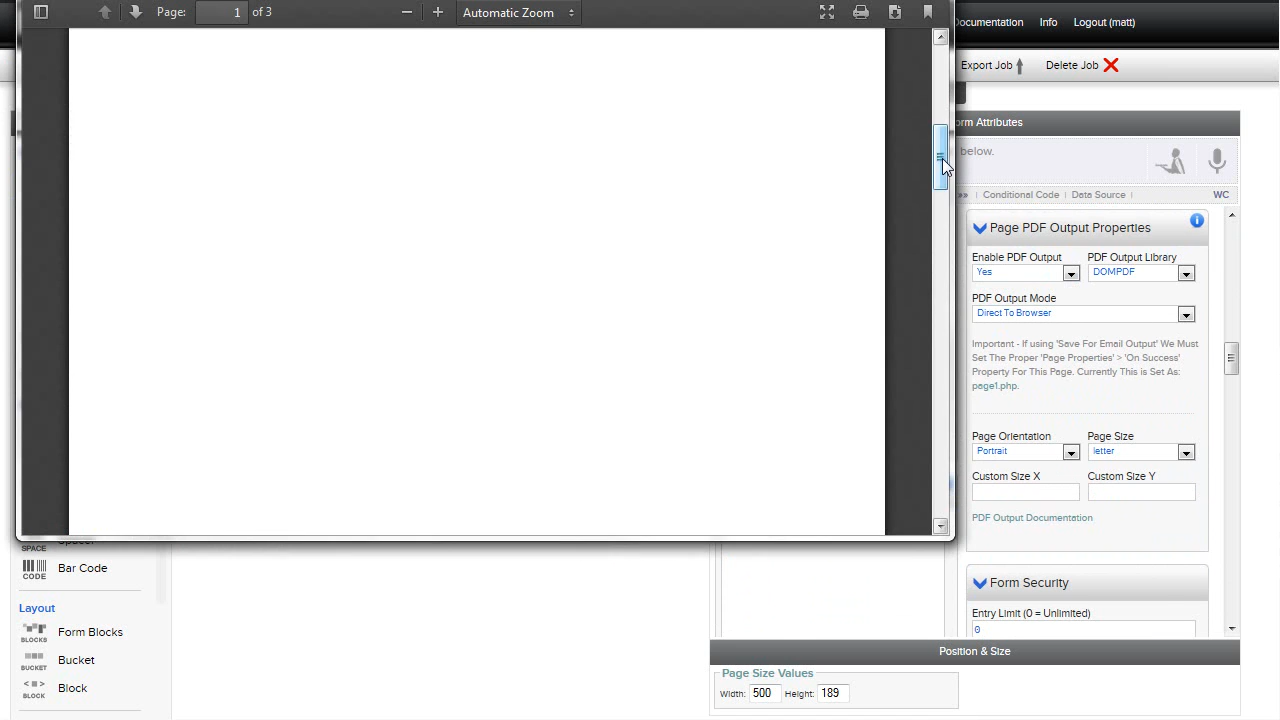 Page: 1 of 3 Automatic Zoom
Documentation Info Logout (matt)
Export Job Delete Job
Form Attributes
below.
»» Conditional Code Data Source WC
Page PDF Output Properties
Enable PDF Output PDF Output Library
Yes DOMPDF
PDF Output Mode
Direct To Browser
Important - If using 'Save For Email Output' We Must
Set The Proper 'Page Properties' > 'On Success'
Property For This Page. Currently This is Set As:
page1.php.
Page Orientation Page Size
Portrait letter
Custom Size X Custom Size Y
PDF Output Documentation
Form Security
Entry Limit (0 = Unlimited)
0
SPACE Spacer
CODE Bar Code
Layout
BLOCKS Form Blocks
BUCKET Bucket
BLOCK Block
Position & Size
Page Size Values
Width: 500 Height: 189